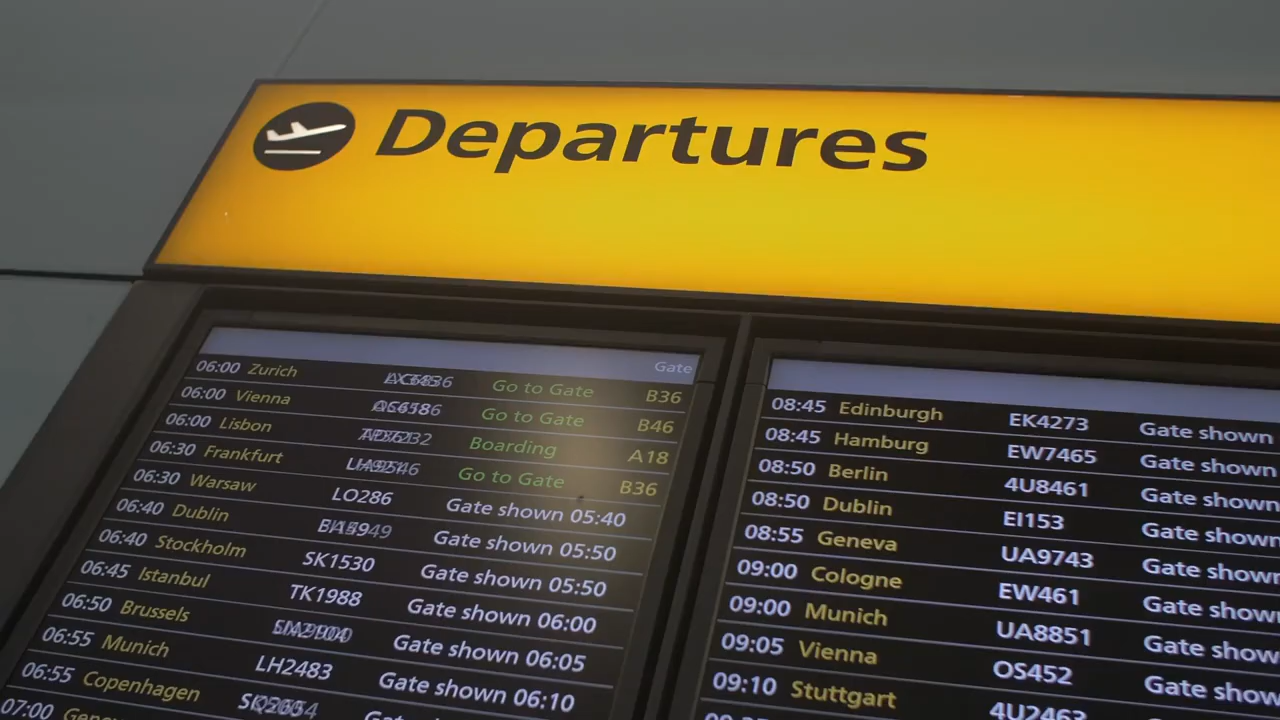 Departures
Gate
06:00 Zurich Go to Gate B36
06:00 Vienna Go to Gate B46
06:00 Lisbon Boarding A18
06:30 Frankfurt Go to Gate B36
06:30 Warsaw LO286 Gate shown 05:40
06:40 Dublin Gate shown 05:50
06:40 Stockholm SK1530 Gate shown 05:50
06:45 Istanbul TK1988 Gate shown 06:00
06:50 Brussels Gate shown 06:05
06:55 Munich LH2483 Gate shown 06:10
06:55 Copenhagen
07:00
08:45 Edinburgh EK4273 Gate shown
08:45 Hamburg EW7465 Gate shown
08:50 Berlin 4U8461 Gate shown
08:50 Dublin EI153 Gate shown
08:55 Geneva UA9743 Gate shown
09:00 Cologne EW461 Gate shown
09:00 Munich UA8851 Gate shown
09:05 Vienna OS452 Gate show
09:10 Stuttgart 4U2463